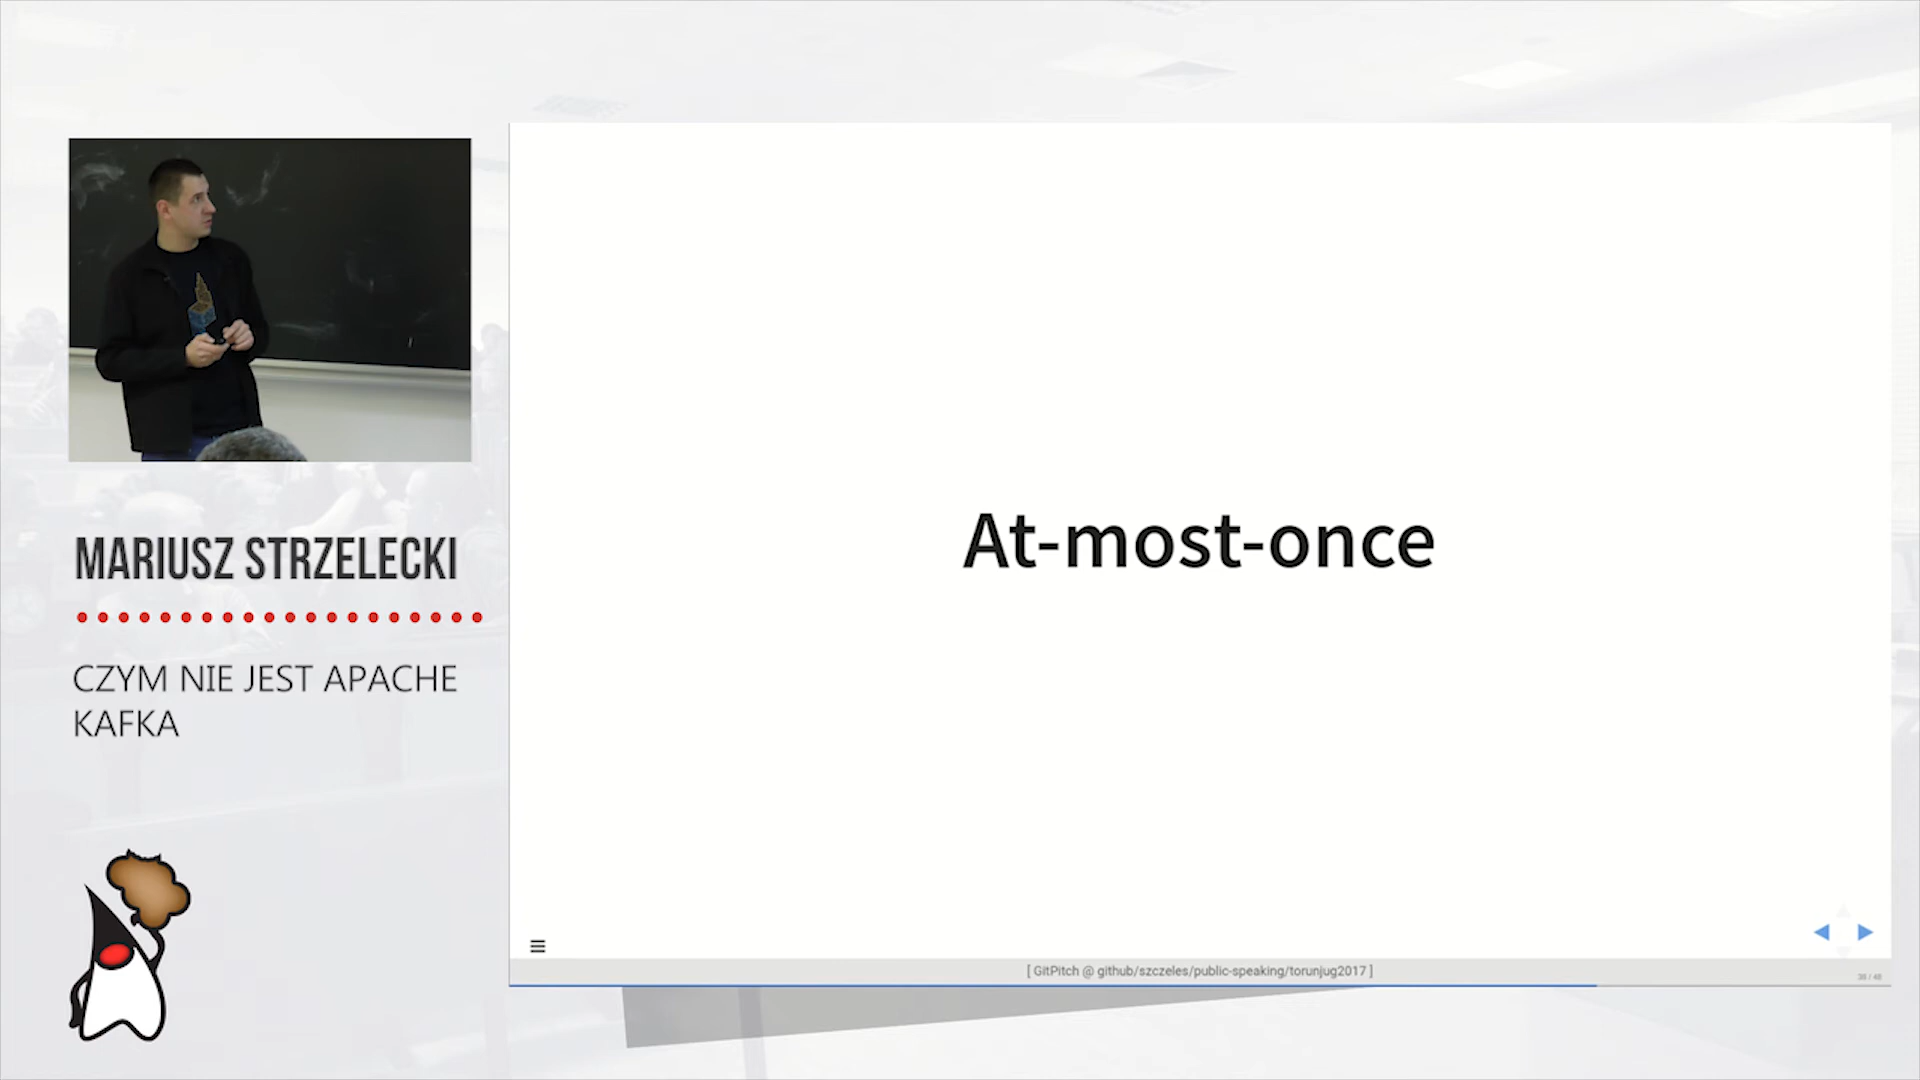 MARIUSZ STRZELECKI
CZYM NIE JEST APACHE
KAFKA
At-most-once
[ GitPitch @ github/szczeles/public-speaking/torunjug2017 ]